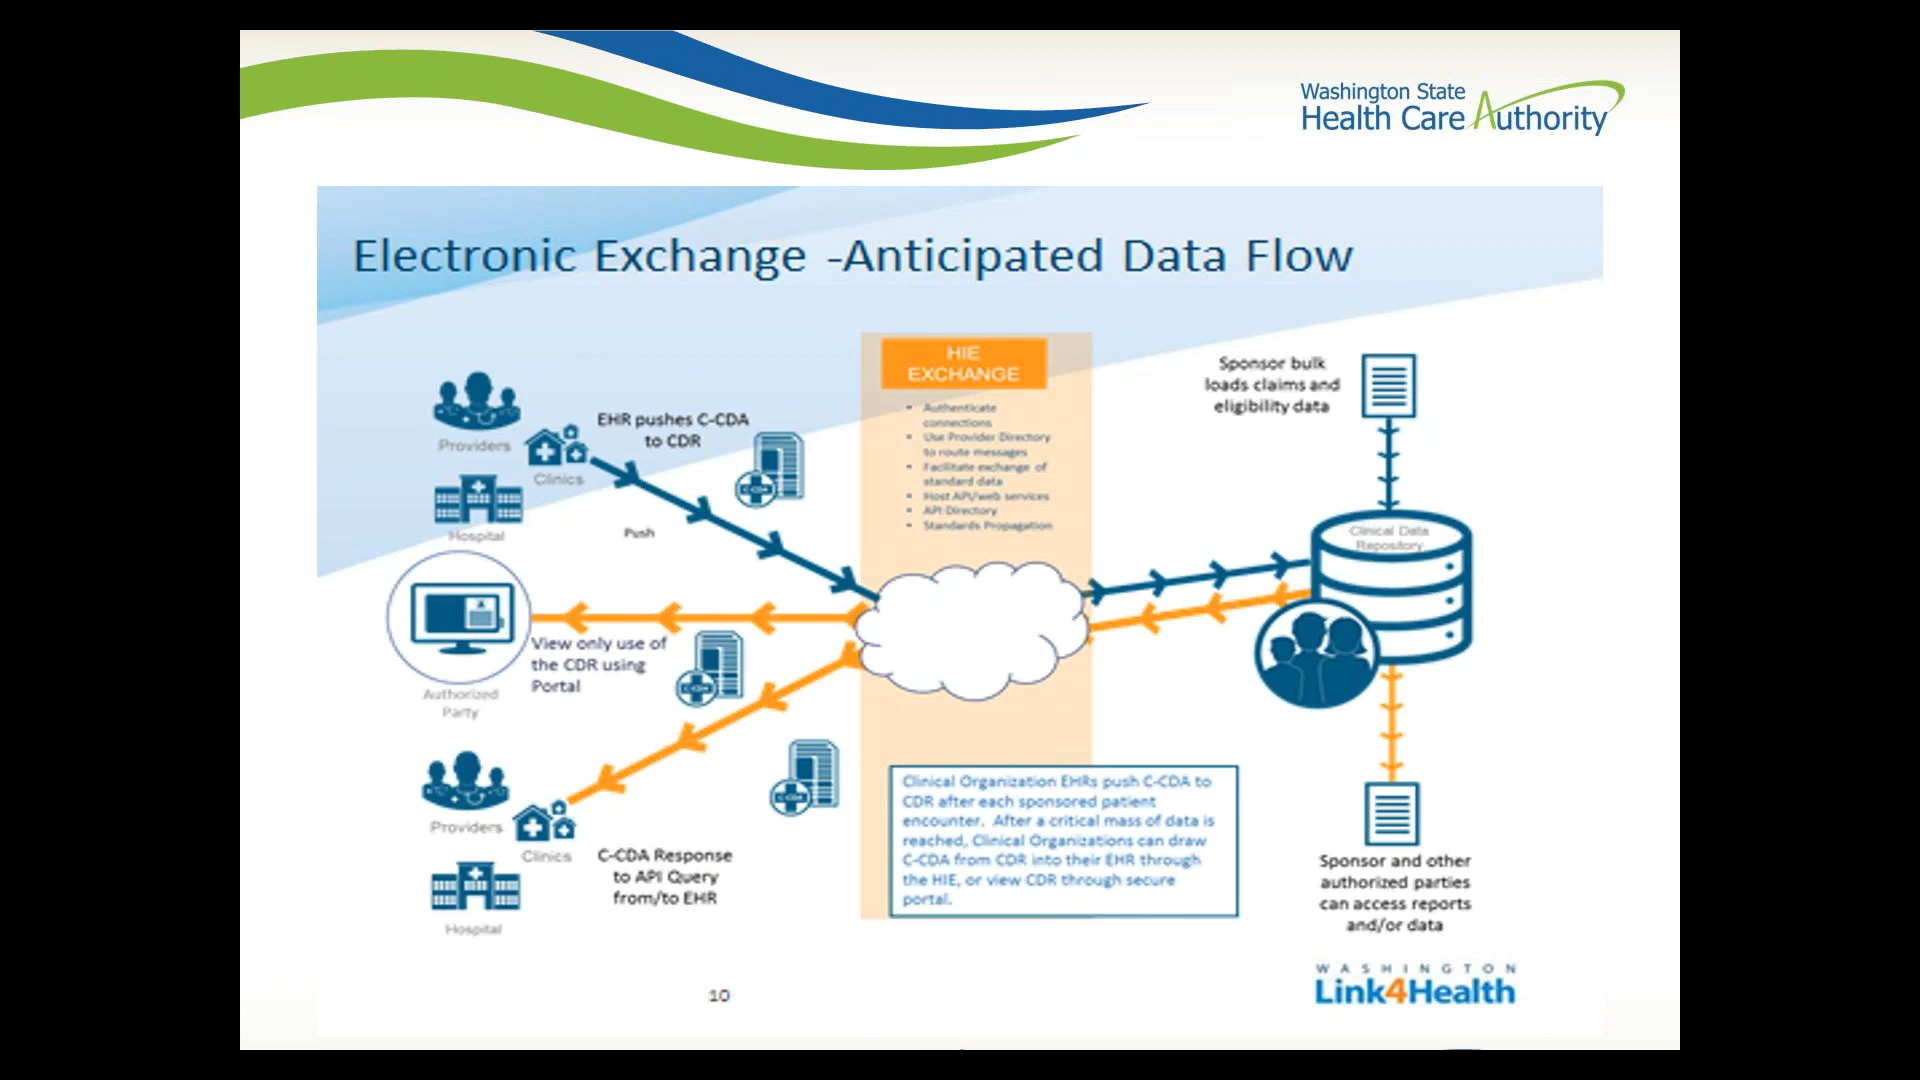 Washington State
Health Care Authority
Electronic Exchange -Anticipated Data Flow
HIE
EXCHANGE
• Authenticate
connections
• Use Provider Directory
to route messages
• Facilitate exchange of
standard data
• Host API/web services
• API Directory
• Standards Propagation
Sponsor bulk
loads claims and
eligibility data
Providers
Clinics
Hospital
EHR pushes C-CDA
to CDR
C-CDA
Push
Clinical Data
Repository
View only use of
the CDR using
Portal
C-CDA
Authorized
Party
Providers
Clinics
Hospital
C-CDA
C-CDA Response
to API Query
from/to EHR
Clinical Organization EHRs push C-CDA to
CDR after each sponsored patient
encounter. After a critical mass of data is
reached, Clinical Organizations can draw
C-CDA from CDR into their EHR through
the HIE, or view CDR through secure
portal.
Sponsor and other
authorized parties
can access reports
and/or data
WASHINGTON
Link4Health
10